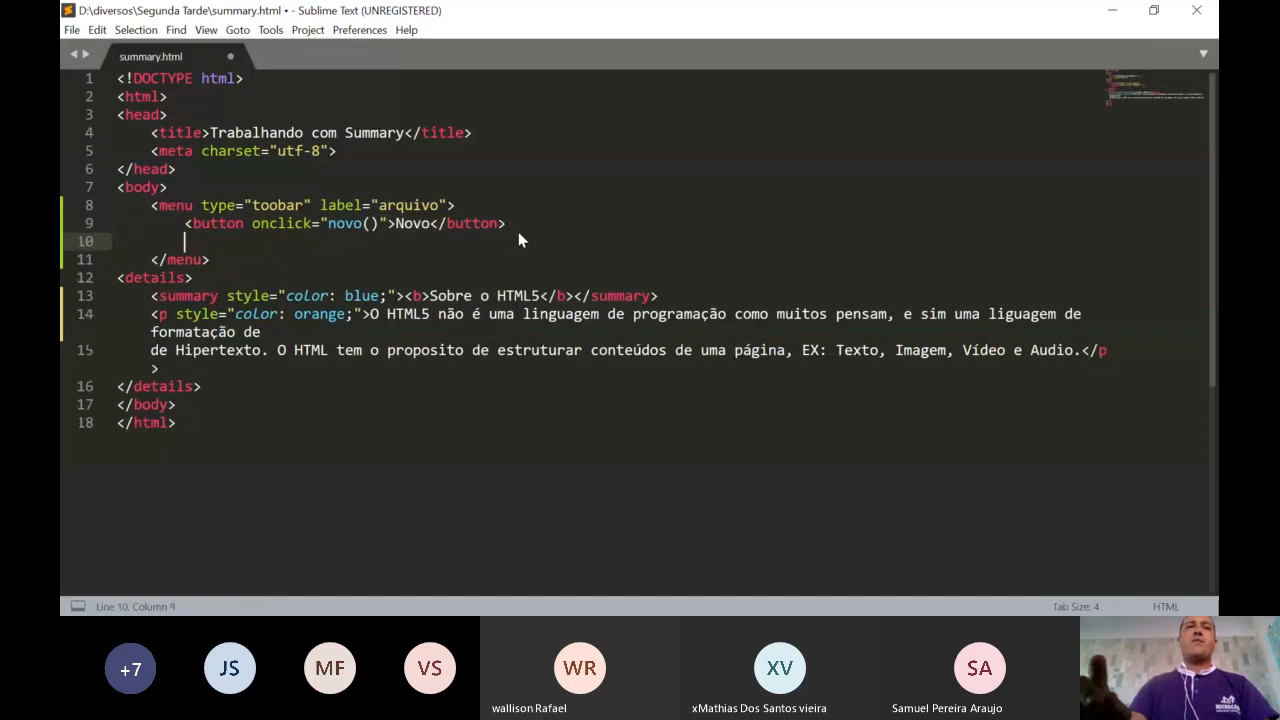 D:\diversos\Segunda Tarde\summary.html • - Sublime Text (UNREGISTERED)
File Edit Selection Find View Goto Tools Project Preferences Help
summary.html
1 <!DOCTYPE html>
2 <html>
3 <head>
4 <title>Trabalhando com Summary</title>
5 <meta charset="utf-8">
6 </head>
7 <body>
8 <menu type="toobar" label="arquivo">
9 <button onclick="novo()">Novo</button>
10
11 </menu>
12 <details>
13 <summary style="color: blue;"><b>Sobre o HTML5</b></summary>
14 <p style="color: orange;">O HTML5 não é uma linguagem de programação como muitos pensam, e sim uma liguagem de
formatação de
15 de Hipertexto. O HTML tem o proposito de estruturar conteúdos de uma página, EX: Texto, Imagem, Vídeo e Audio.</p
>
16 </details>
17 </body>
18 </html>
Line 10, Column 9 Tab Size: 4 HTML
+7 JS MF VS WR XV SA
wallison Rafael xMathias Dos Santos vieira Samuel Pereira Araujo